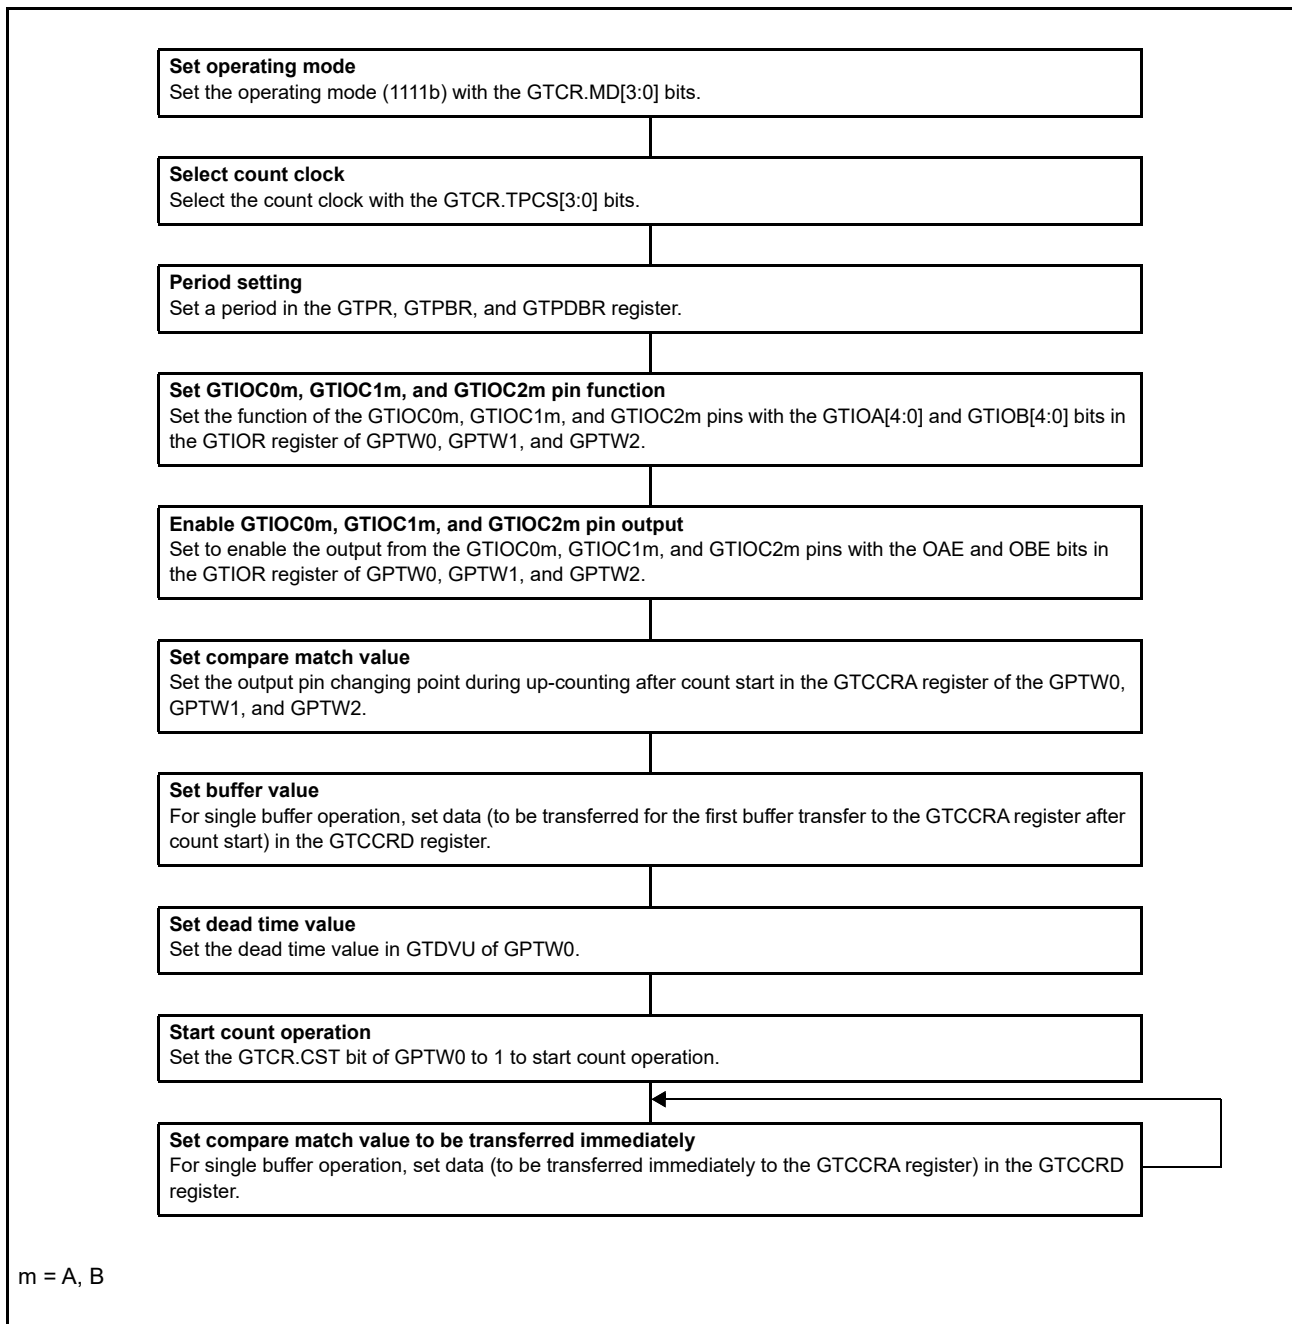 Set operating mode
Set the operating mode (1111b) with the GTCR.MD[3:0] bits.
Select count clock
Select the count clock with the GTCR.TPCS[3:0] bits.
Period setting
Set a period in the GTPR, GTPBR, and GTPDBR register.
Set GTIOC0m, GTIOC1m, and GTIOC2m pin function
Set the function of the GTIOC0m, GTIOC1m, and GTIOC2m pins with the GTIOA[4:0] and GTIOB[4:0] bits in
the GTIOR register of GPTW0, GPTW1, and GPTW2.
Enable GTIOC0m, GTIOC1m, and GTIOC2m pin output
Set to enable the output from the GTIOC0m, GTIOC1m, and GTIOC2m pins with the OAE and OBE bits in
the GTIOR register of GPTW0, GPTW1, and GPTW2.
Set compare match value
Set the output pin changing point during up-counting after count start in the GTCCRA register of the GPTW0,
GPTW1, and GPTW2.
Set buffer value
For single buffer operation, set data (to be transferred for the first buffer transfer to the GTCCRA register after
count start) in the GTCCRD register.
Set dead time value
Set the dead time value in GTDVU of GPTW0.
Start count operation
Set the GTCR.CST bit of GPTW0 to 1 to start count operation.
Set compare match value to be transferred immediately
For single buffer operation, set data (to be transferred immediately to the GTCCRA register) in the GTCCRD
register.
m = A, B